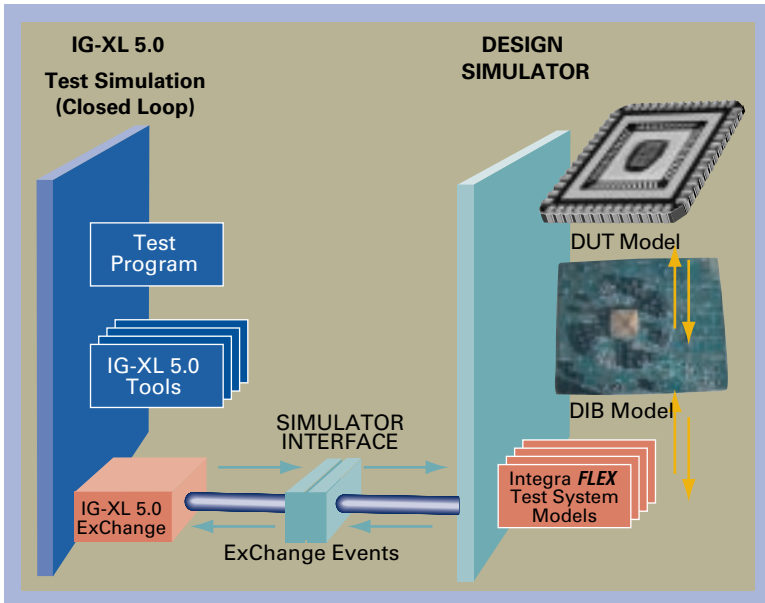 IG-XL 5.0
Test Simulation
(Closed Loop)
DESIGN
SIMULATOR
Test
Program
IG-XL 5.0
Tools
IG-XL 5.0
ExChange
SIMULATOR
INTERFACE
ExChange Events
DUT Model
DIB Model
Integra FLEX
Test System
Models